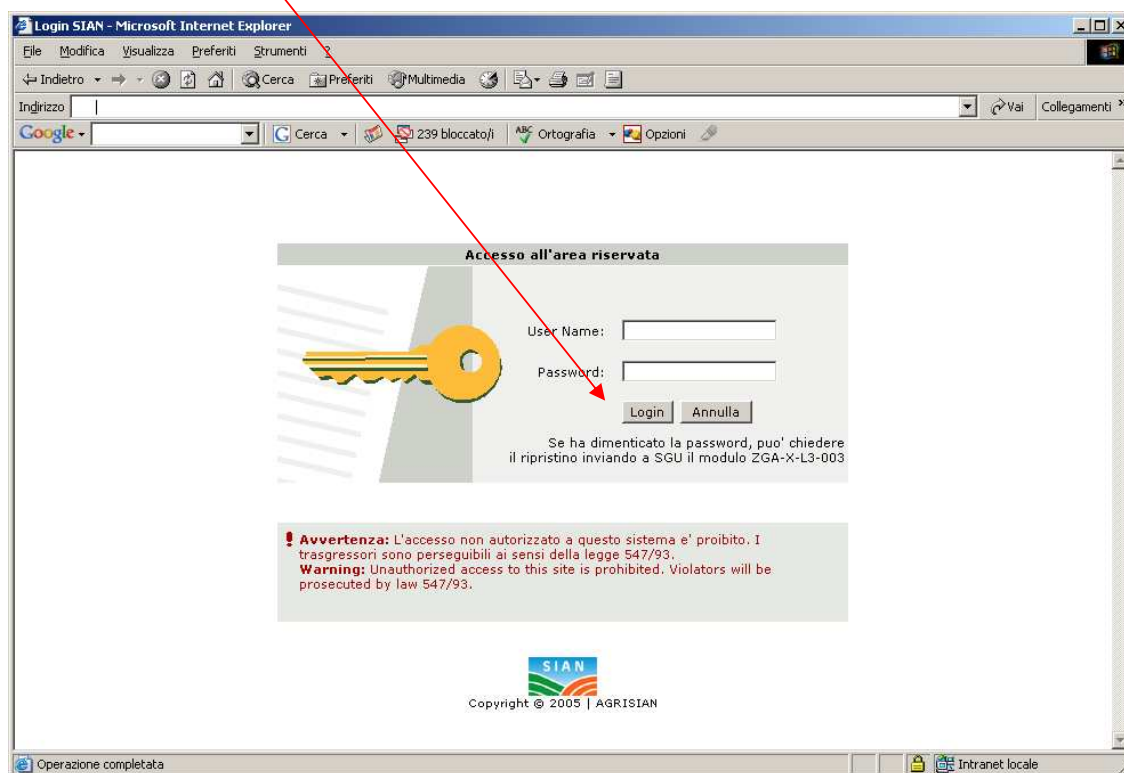 Login SIAN - Microsoft Internet Explorer
File Modifica Visualizza Preferiti Strumenti ?
Indietro Cerca Preferiti Multimedia
Indirizzo Vai Collegamenti »
Google Cerca 239 bloccato/i ABC Ortografia Opzioni
Accesso all'area riservata
User Name:
Password:
Login Annulla
Se ha dimenticato la password, puo' chiedere
il ripristino inviando a SGU il modulo ZGA-X-L3-003
Avvertenza: L'accesso non autorizzato a questo sistema e' proibito. I
trasgressori sono perseguibili ai sensi della legge 547/93.
Warning: Unauthorized access to this site is prohibited. Violators will be
prosecuted by law 547/93.
SIAN
Copyright © 2005 | AGRISIAN
Operazione completata Intranet locale